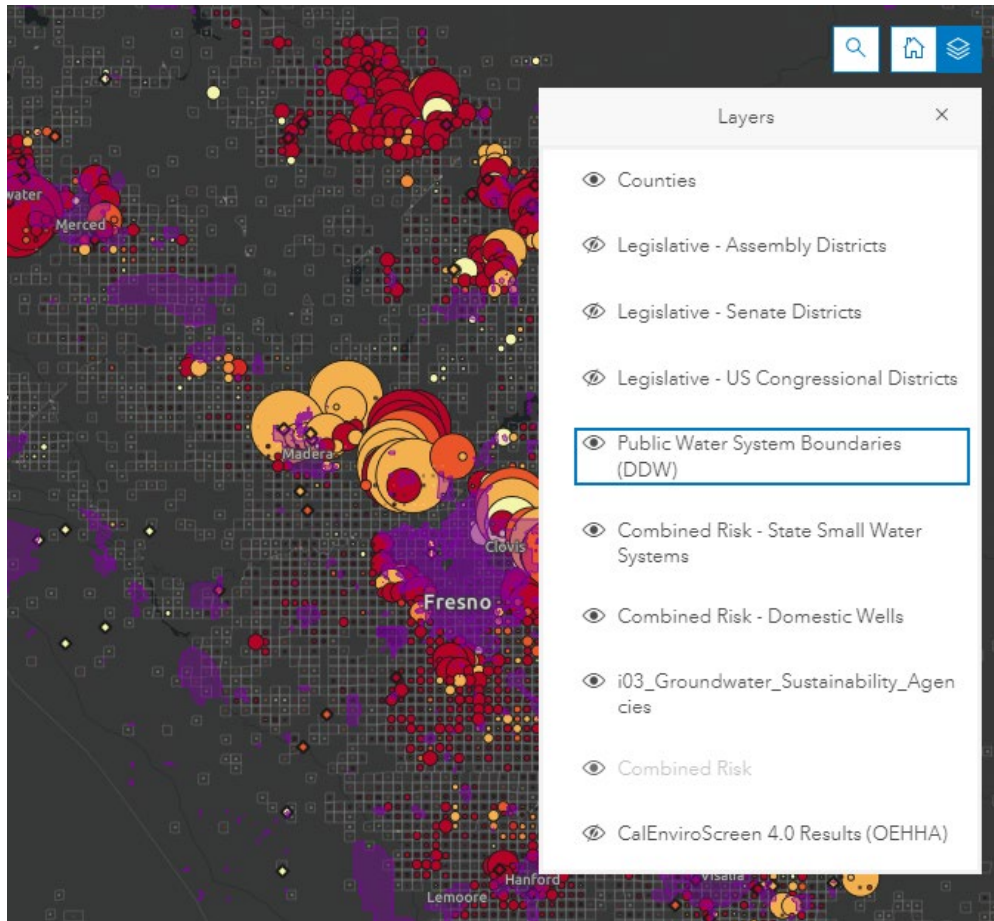 Layers
Counties
Legislative - Assembly Districts
Legislative - Senate Districts
Legislative - US Congressional Districts
Public Water System Boundaries
(DDW)
Combined Risk - State Small Water
Systems
Combined Risk - Domestic Wells
i03_Groundwater_Sustainability_Agen
cies
Combined Risk
CalEnviroScreen 4.0 Results (OEHHA)
water
Merced
Madera
Clovis
Fresno
Hanford
Visalia
Lemoore